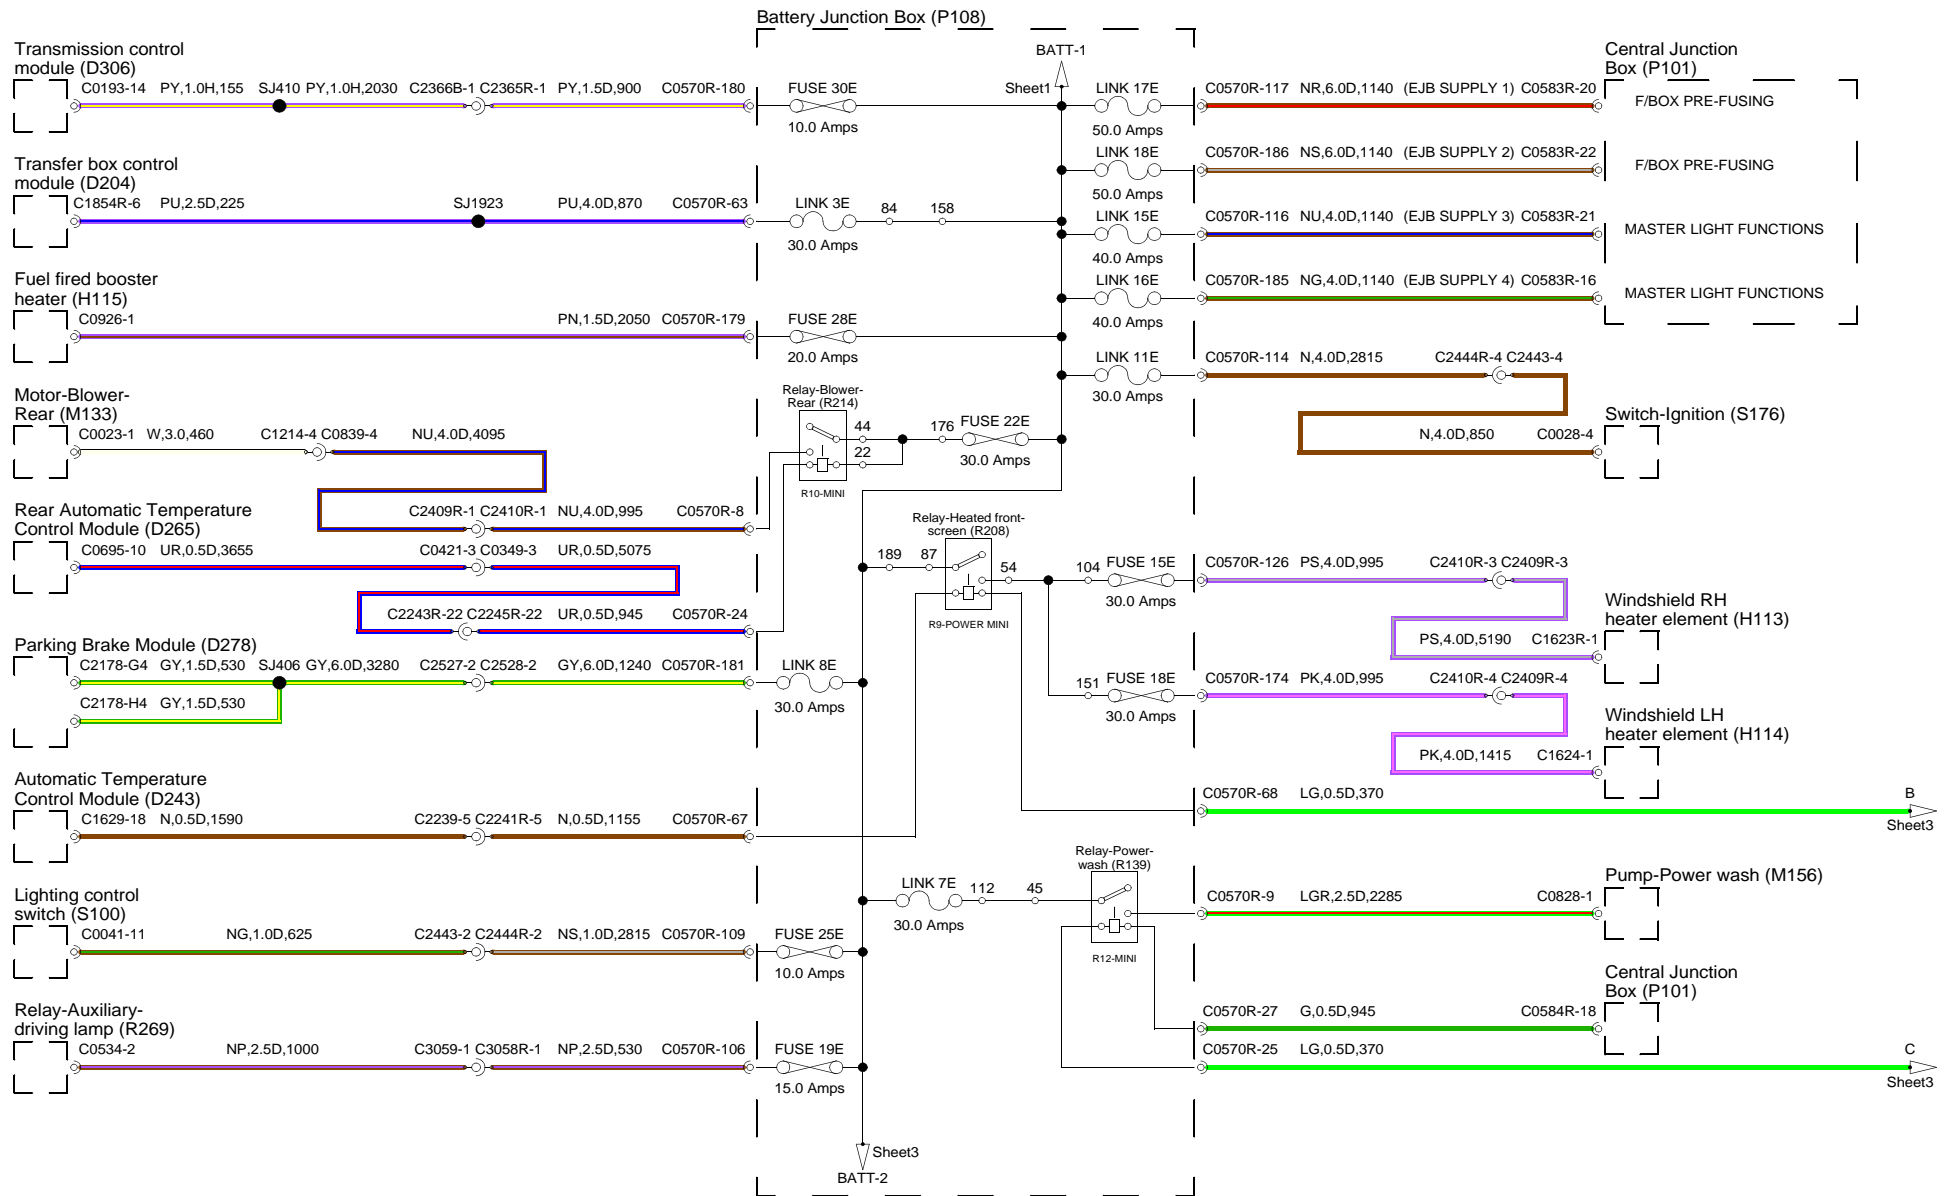 Battery Junction Box (P108)
BATT-1
Sheet1
Transmission control
module (D306)
C0193-14 PY,1.0H,155 SJ410 PY,1.0H,2030 C2366B-1 C2365R-1 PY,1.5D,900 C0570R-180
FUSE 30E
10.0 Amps
Transfer box control
module (D204)
C1854R-6 PU,2.5D,225 SJ1923 PU,4.0D,870 C0570R-63
LINK 3E
84 158
30.0 Amps
Fuel fired booster
heater (H115)
C0926-1 PN,1.5D,2050 C0570R-179
FUSE 28E
20.0 Amps
Motor-Blower-
Rear (M133)
C0023-1 W,3.0,460 C1214-4 C0839-4 NU,4.0D,4095
C2409R-1 C2410R-1 NU,4.0D,995 C0570R-8
Relay-Blower-
Rear (R214)
44
22
R10-MINI
176 FUSE 22E
30.0 Amps
Rear Automatic Temperature
Control Module (D265)
C0695-10 UR,0.5D,3655 C0421-3 C0349-3 UR,0.5D,5075
C2243R-22 C2245R-22 UR,0.5D,945 C0570R-24
Parking Brake Module (D278)
C2178-G4 GY,1.5D,530 SJ406 GY,6.0D,3280 C2527-2 C2528-2 GY,6.0D,1240 C0570R-181
C2178-H4 GY,1.5D,530
LINK 8E
30.0 Amps
Automatic Temperature
Control Module (D243)
C1629-18 N,0.5D,1590 C2239-5 C2241R-5 N,0.5D,1155 C0570R-67
Lighting control
switch (S100)
C0041-11 NG,1.0D,625 C2443-2 C2444R-2 NS,1.0D,2815 C0570R-109
FUSE 25E
10.0 Amps
Relay-Auxiliary-
driving lamp (R269)
C0534-2 NP,2.5D,1000 C3059-1 C3058R-1 NP,2.5D,530 C0570R-106
FUSE 19E
15.0 Amps
Sheet3
BATT-2
Central Junction
Box (P101)
LINK 17E
50.0 Amps
C0570R-117 NR,6.0D,1140 (EJB SUPPLY 1) C0583R-20
F/BOX PRE-FUSING
LINK 18E
50.0 Amps
C0570R-186 NS,6.0D,1140 (EJB SUPPLY 2) C0583R-22
F/BOX PRE-FUSING
LINK 15E
40.0 Amps
C0570R-116 NU,4.0D,1140 (EJB SUPPLY 3) C0583R-21
MASTER LIGHT FUNCTIONS
LINK 16E
40.0 Amps
C0570R-185 NG,4.0D,1140 (EJB SUPPLY 4) C0583R-16
MASTER LIGHT FUNCTIONS
LINK 11E
30.0 Amps
C0570R-114 N,4.0D,2815 C2444R-4 C2443-4
Switch-Ignition (S176)
N,4.0D,850 C0028-4
Relay-Heated front-
screen (R208)
189 87
54
R9-POWER MINI
104 FUSE 15E
30.0 Amps
C0570R-126 PS,4.0D,995 C2410R-3 C2409R-3
Windshield RH
heater element (H113)
PS,4.0D,5190 C1623R-1
151 FUSE 18E
30.0 Amps
C0570R-174 PK,4.0D,995 C2410R-4 C2409R-4
Windshield LH
heater element (H114)
PK,4.0D,1415 C1624-1
C0570R-68 LG,0.5D,370
B
Sheet3
LINK 7E
30.0 Amps
112 45
Relay-Power-
wash (R139)
R12-MINI
Pump-Power wash (M156)
C0570R-9 LGR,2.5D,2285 C0828-1
Central Junction
Box (P101)
C0570R-27 G,0.5D,945 C0584R-18
C0570R-25 LG,0.5D,370
C
Sheet3